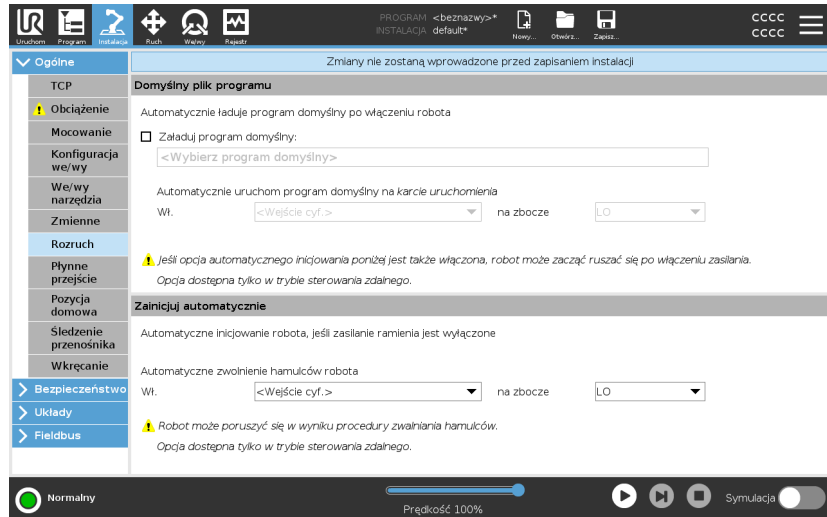 UR
Uruchom
Program
Instalacja
Ruch
We/wy
Rejestr
PROGRAM <beznazwy>*
INSTALACJA default*
Nowy...
Otwórz...
Zapisz...
cccc
cccc
Ogólne
TCP
Obciążenie
Mocowanie
Konfiguracja
we/wy
We/wy
narzędzia
Zmienne
Rozruch
Płynne
przejście
Pozycja
domowa
Śledzenie
przenośnika
Wkręcanie
Bezpieczeństwo
Układy
Fieldbus
Zmiany nie zostaną wprowadzone przed zapisaniem instalacji
Domyślny plik programu
Automatycznie ładuje program domyślny po włączeniu robota
Załaduj program domyślny:
<Wybierz program domyślny>
Automatycznie uruchom program domyślny na karcie uruchomienia
Wł. <Wejście cyf.> na zbocze LO
Jeśli opcja automatycznego inicjowania poniżej jest także włączona, robot może zacząć ruszać się po włączeniu zasilania.
Opcja dostępna tylko w trybie sterowania zdalnego.
Zainicjuj automatycznie
Automatyczne inicjowanie robota, jeśli zasilanie ramienia jest wyłączone
Automatyczne zwolnienie hamulców robota
Wł. <Wejście cyf.> na zbocze LO
Robot może poruszyć się w wyniku procedury zwalniania hamulców.
Opcja dostępna tylko w trybie sterowania zdalnego.
Normalny
Prędkość 100%
Symulacja